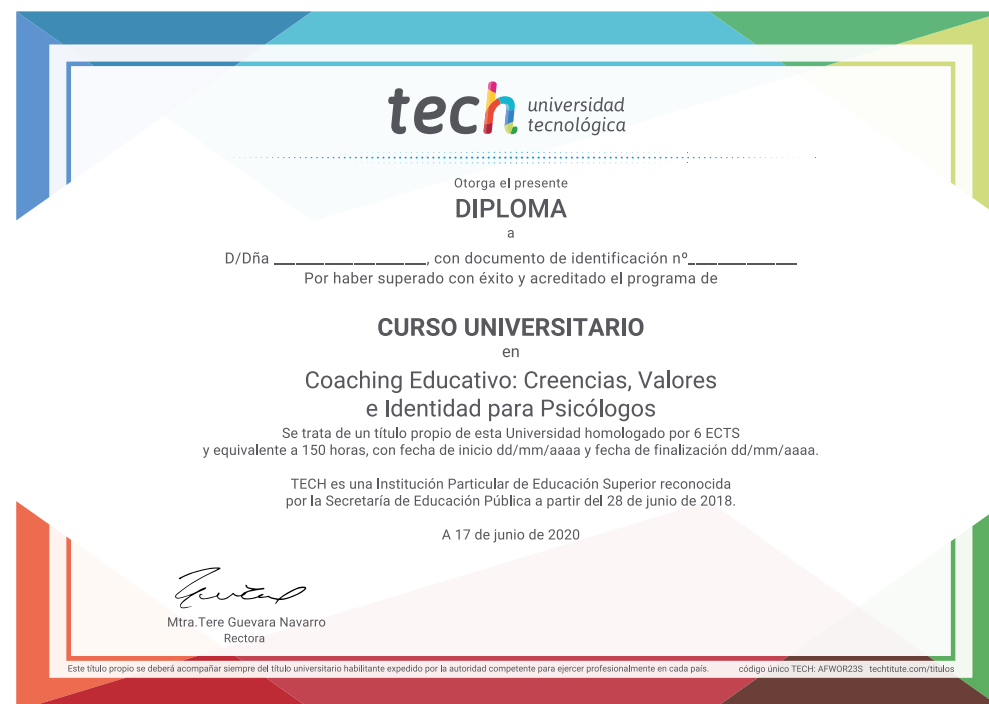 tech universidad
tecnológica
Otorga el presente
DIPLOMA
a
D/Dña ____________________, con documento de identificación nº______________
Por haber superado con éxito y acreditado el programa de
CURSO UNIVERSITARIO
en
Coaching Educativo: Creencias, Valores
e Identidad para Psicólogos
Se trata de un título propio de esta Universidad homologado por 6 ECTS
y equivalente a 150 horas, con fecha de inicio dd/mm/aaaa y fecha de finalización dd/mm/aaaa.
TECH es una Institución Particular de Educación Superior reconocida
por la Secretaría de Educación Pública a partir del 28 de junio de 2018.
A 17 de junio de 2020
Mtra.Tere Guevara Navarro
Rectora
Este título propio se deberá acompañar siempre del título universitario habilitante expedido por la autoridad competente para ejercer profesionalmente en cada país. código único TECH: AFWOR23S techtitute.com/titulos